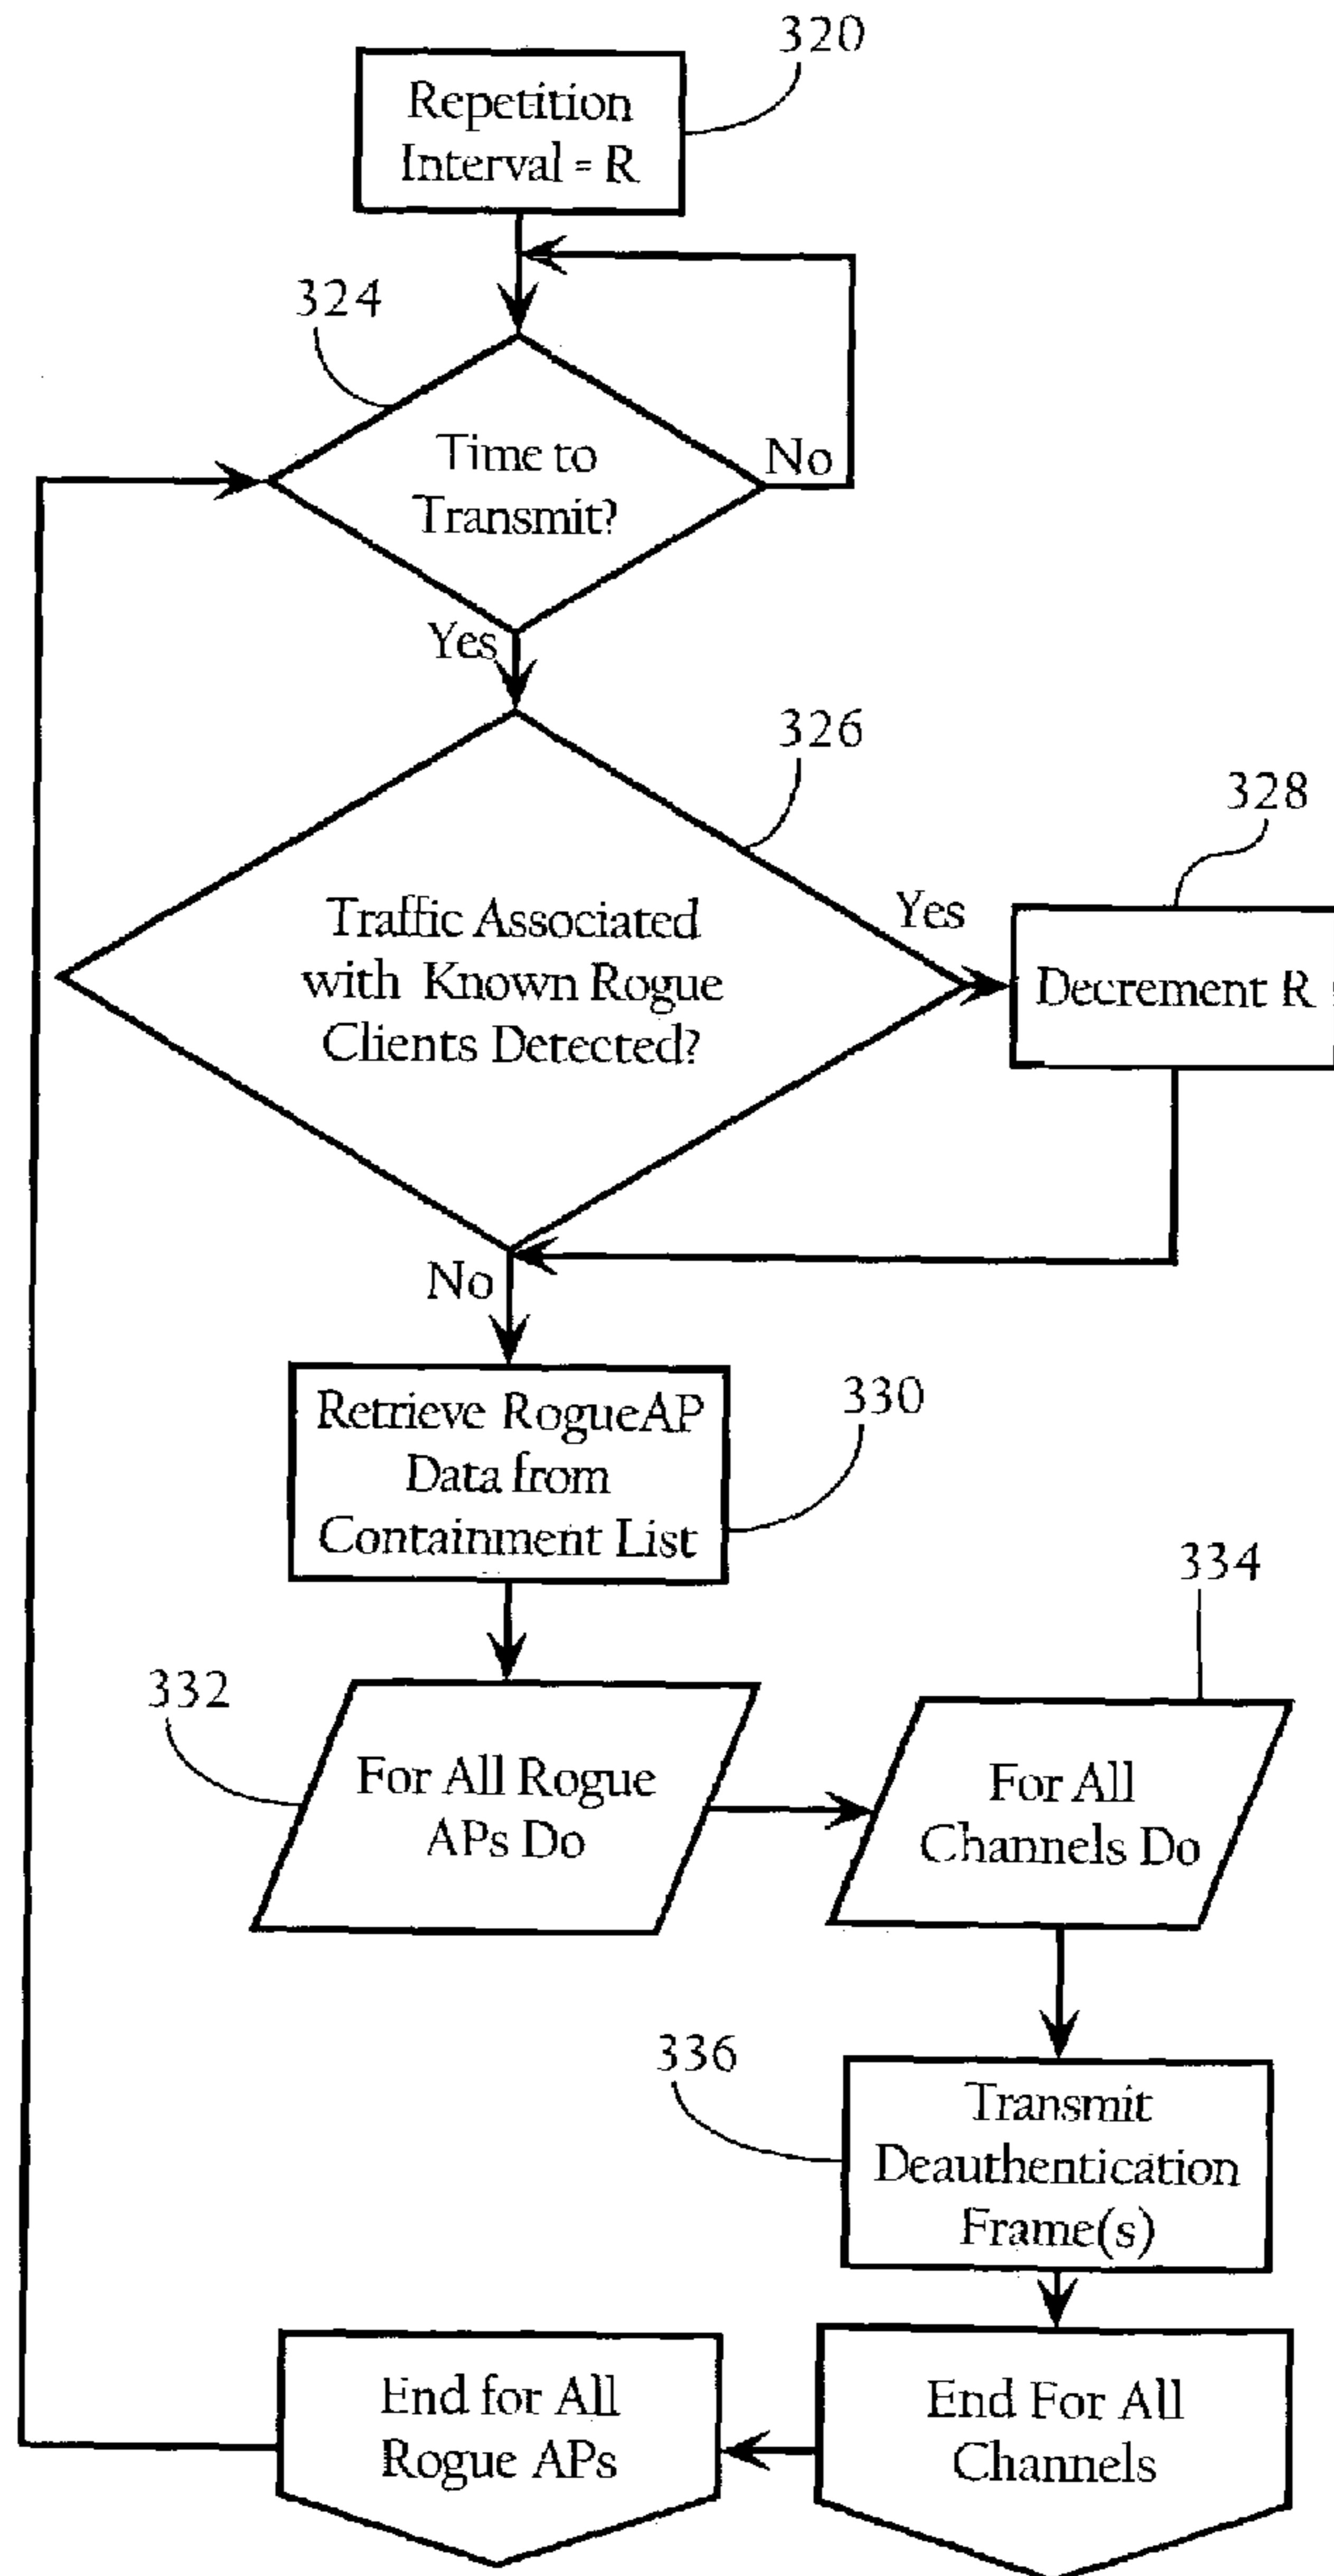 320
Repetition
Interval = R
324
Time to
Transmit?
No
Yes
326
328
Traffic Associated
with Known Rogue
Clients Detected?
Yes
Decrement R
No
Retrieve RogueAP
Data from
Containment List
330
334
332
For All Rogue
APs Do
For All
Channels Do
336
Transmit
Deauthentication
Frame(s)
End for All
Rogue APs
End For All
Channels